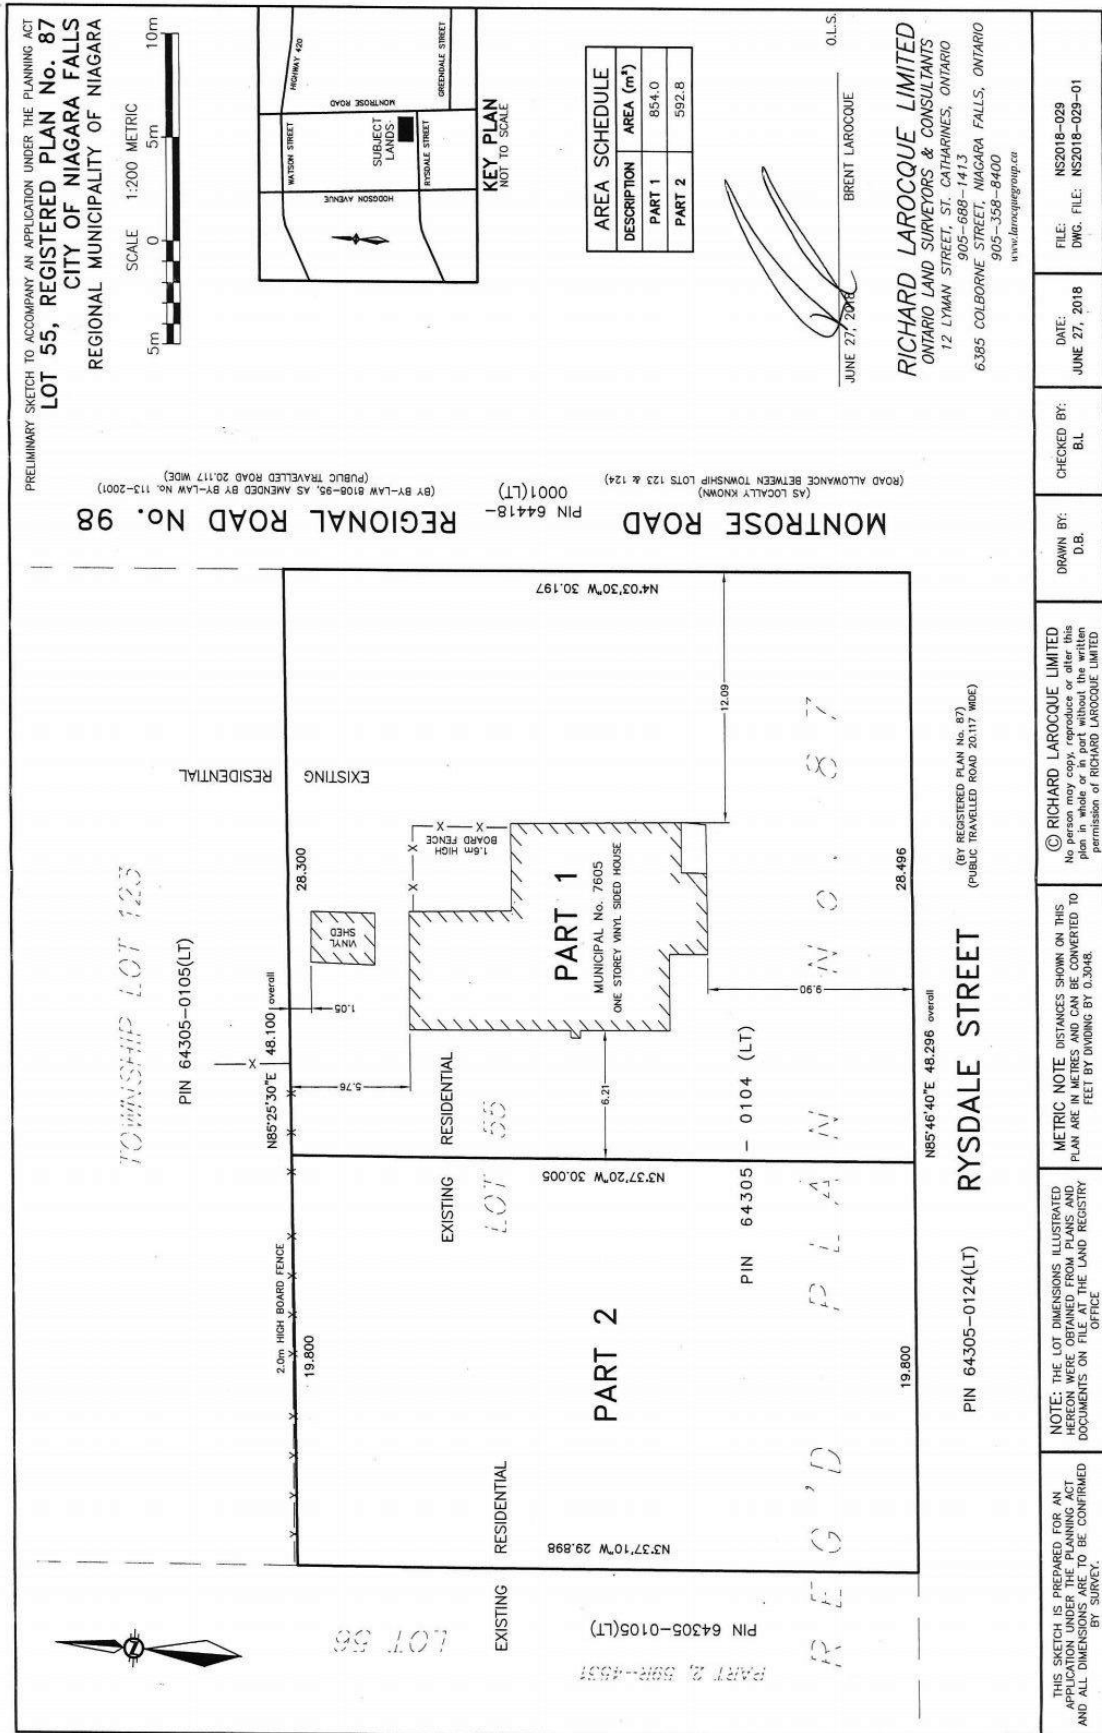 PRELIMINARY SKETCH TO ACCOMPANY AN APPLICATION UNDER THE PLANNING ACT
LOT 55, REGISTERED PLAN No. 87
CITY OF NIAGARA FALLS
REGIONAL MUNICIPALITY OF NIAGARA
SCALE 1:200 METRIC
5m 0 5m 10m
HIGHWAY 420
WATSON STREET
MONTROSE ROAD
GREENDALE STREET
SUBJECT
LANDS
RYSDALE STREET
HODGSON AVENUE
KEY PLAN
NOT TO SCALE
AREA SCHEDULE
DESCRIPTION AREA (m²)
PART 1 854.0
PART 2 592.8
JUNE 27, 2018 BRENT LAROCQUE O.L.S.
RICHARD LAROCQUE LIMITED
ONTARIO LAND SURVEYORS & CONSULTANTS
12 LYMAN STREET, ST. CATHARINES, ONTARIO
905-688-1413
6385 COLBORNE STREET, NIAGARA FALLS, ONTARIO
905-358-8400
www.larocquegroup.ca
REGIONAL ROAD No. 98
(BY-LAW 8108-95, AS AMENDED BY BY-LAW No. 113-2001)
(PUBLIC TRAVELLED ROAD 20.117 WIDE)
PIN 64418-
0001(LT)
MONTROSE ROAD
(AS LOCALLY KNOWN)
(ROAD ALLOWANCE BETWEEN TOWNSHIP LOTS 123 & 124)
TOWNSHIP LOT 123
PIN 64305-0105(LT)
RESIDENTIAL
EXISTING
2.0m HIGH BOARD FENCE
N85°25'30"E 48.100 overall
19.800
28.300
N4°03'30"W 30.197
VINYL
SHED
1.05
5.76
1.6m HIGH
BOARD FENCE
PART 1
MUNICIPAL No. 7605
ONE STOREY VINYL SIDED HOUSE
12.09
6.21
9.90
EXISTING RESIDENTIAL
LOT 55
N3°37'20"W 30.005
PART 2
PIN 64305 - 0104 (LT)
REG'D PLAN NO. 87
EXISTING RESIDENTIAL
N3°37'10"W 29.898
LOT 56
PIN 64305-0105(LT)
PART 2, 59R-4531
19.800
28.496
N85°46'40"E 48.296 overall
PIN 64305-0124(LT) RYSDALE STREET
(BY REGISTERED PLAN No. 87)
(PUBLIC TRAVELLED ROAD 20.117 WIDE)
THIS SKETCH IS PREPARED FOR AN
APPLICATION UNDER THE PLANNING ACT
AND ALL DIMENSIONS ARE TO BE CONFIRMED
BY SURVEY.
NOTE: THE LOT DIMENSIONS ILLUSTRATED
HEREON WERE OBTAINED FROM PLANS AND
DOCUMENTS ON FILE AT THE LAND REGISTRY
OFFICE
METRIC NOTE DISTANCES SHOWN ON THIS
PLAN ARE IN METRES AND CAN BE CONVERTED TO
FEET BY DIVIDING BY 0.3048.
© RICHARD LAROCQUE LIMITED
No person may copy, reproduce or alter this
plan in whole or in part without the written
permission of RICHARD LAROCQUE LIMITED
DRAWN BY:
D.B.
CHECKED BY:
B.L
DATE:
JUNE 27, 2018
FILE: NS2018-029
DWG. FILE: NS2018-029-01